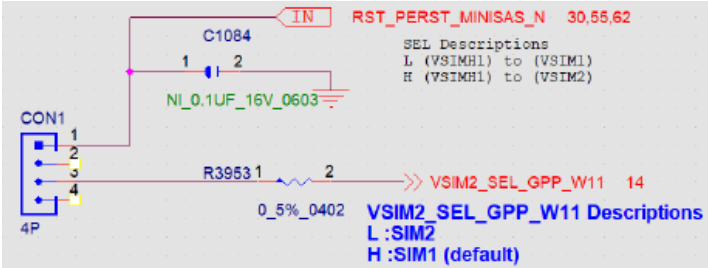 IN RST_PERST_MINISAS_N 30,55,62
C1084
SEL Descriptions
1 2
L (VSIMH1) to (VSIM1)
H (VSIMH1) to (VSIM2)
NI_0.1UF_16V_0603
CON1
1
2
3
4
R3953 1 2
VSIM2_SEL_GPP_W11 14
0_5%_0402
VSIM2_SEL_GPP_W11 Descriptions
4P
L :SIM2
H :SIM1 (default)